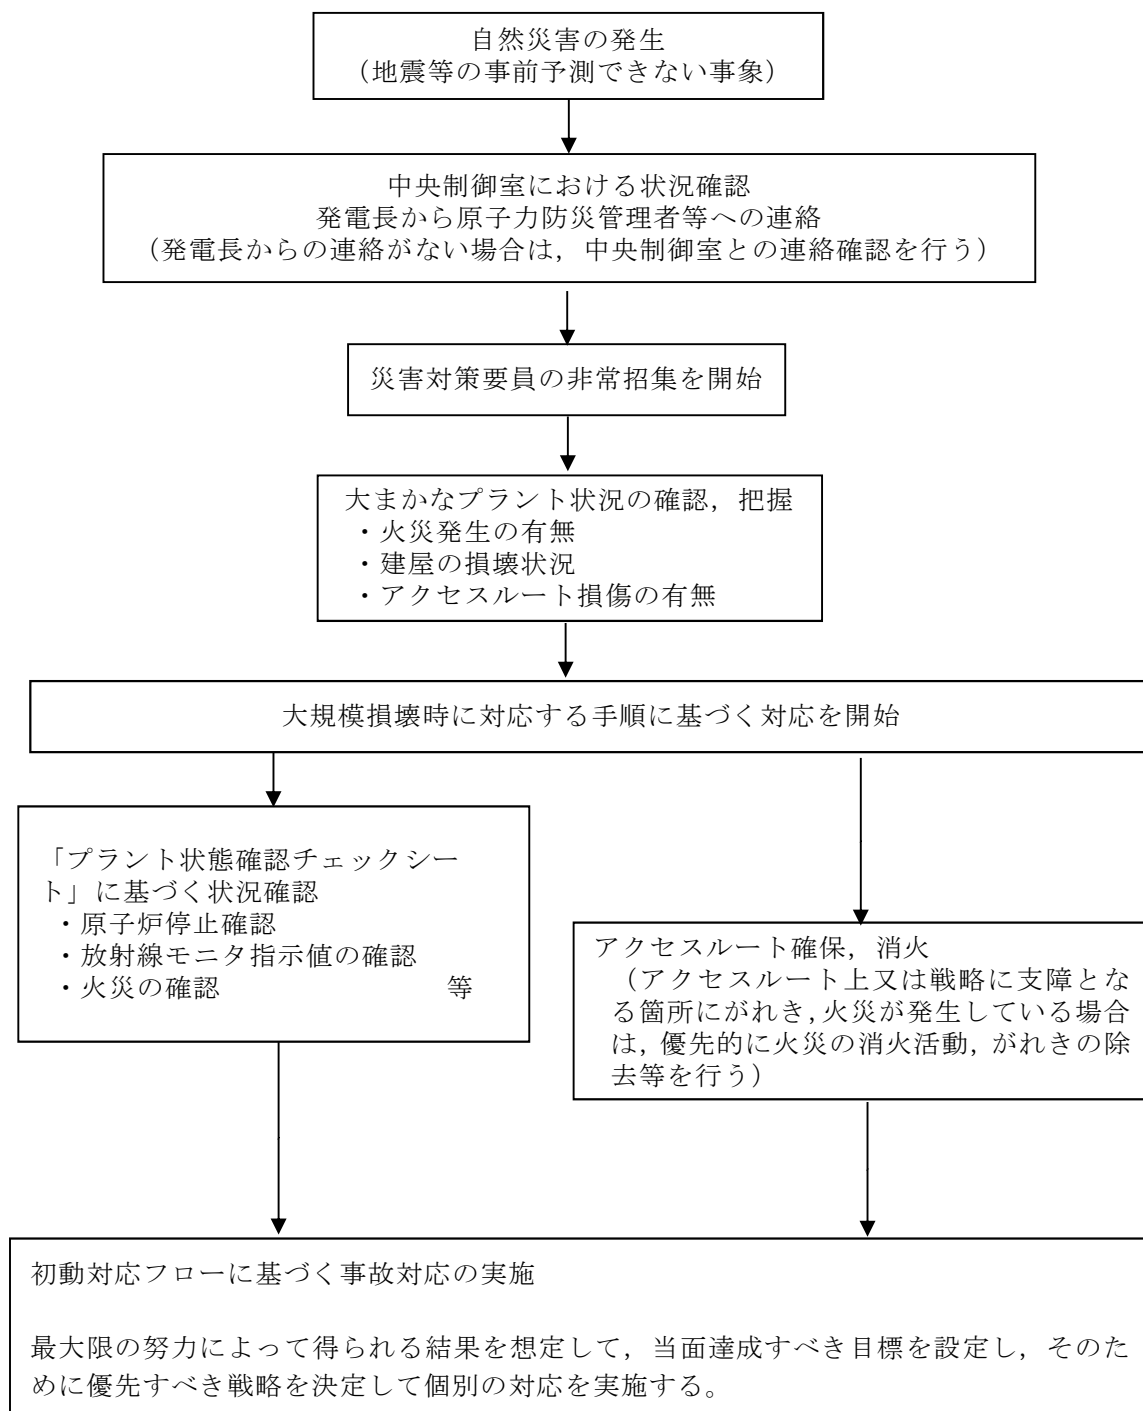 自然災害の発生
（地震等の事前予測できない事象）
中央制御室における状況確認
発電長から原子力防災管理者等への連絡
（発電長からの連絡がない場合は，中央制御室との連絡確認を行う）
災害対策要員の非常招集を開始
大まかなプラント状況の確認，把握
・火災発生の有無
・建屋の損壊状況
・アクセスルート損傷の有無
大規模損壊時に対応する手順に基づく対応を開始
「プラント状態確認チェックシー
ト」に基づく状況確認
・原子炉停止確認
・放射線モニタ指示値の確認
・火災の確認　　　　　　　　　等
アクセスルート確保，消火
（アクセスルート上又は戦略に支障とな
る箇所にがれき，火災が発生している場合
は，優先的に火災の消火活動，がれきの除
去等を行う）
初動対応フローに基づく事故対応の実施
最大限の努力によって得られる結果を想定して，当面達成すべき目標を設定し，そのた
めに優先すべき戦略を決定して個別の対応を実施する。